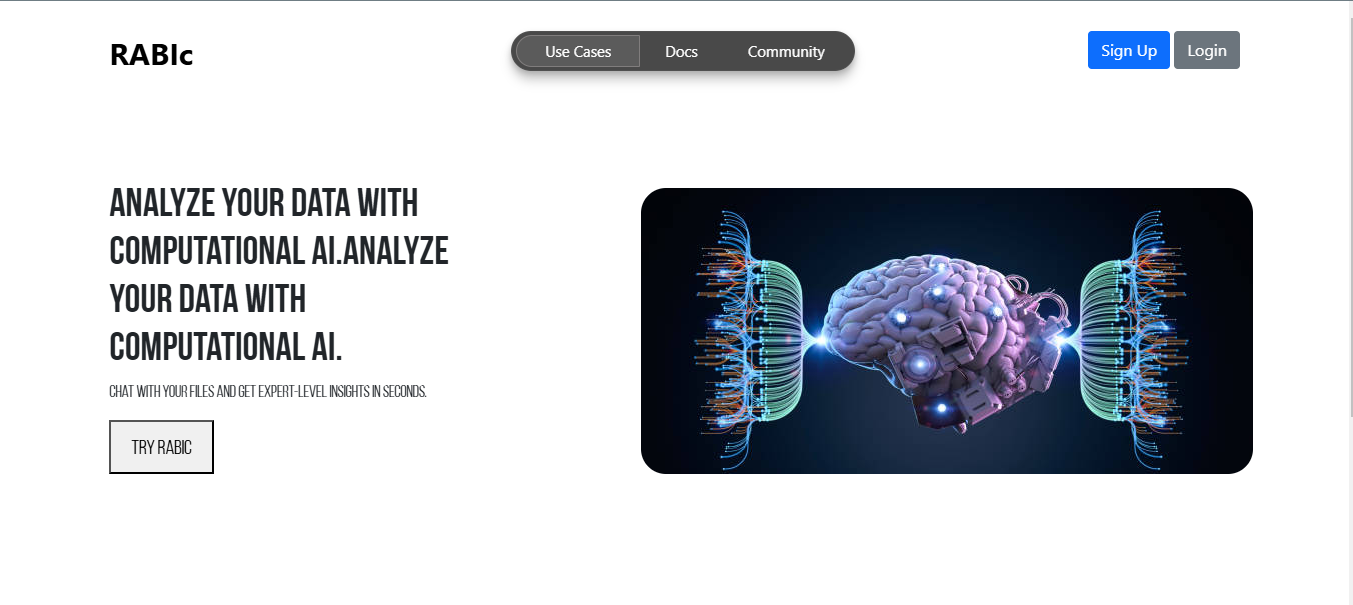 RABIc
Use Cases Docs Community
Sign Up Login
ANALYZE YOUR DATA WITH
COMPUTATIONAL AI.ANALYZE
YOUR DATA WITH
COMPUTATIONAL AI.
CHAT WITH YOUR FILES AND GET EXPERT-LEVEL INSIGHTS IN SECONDS.
TRY RABIC